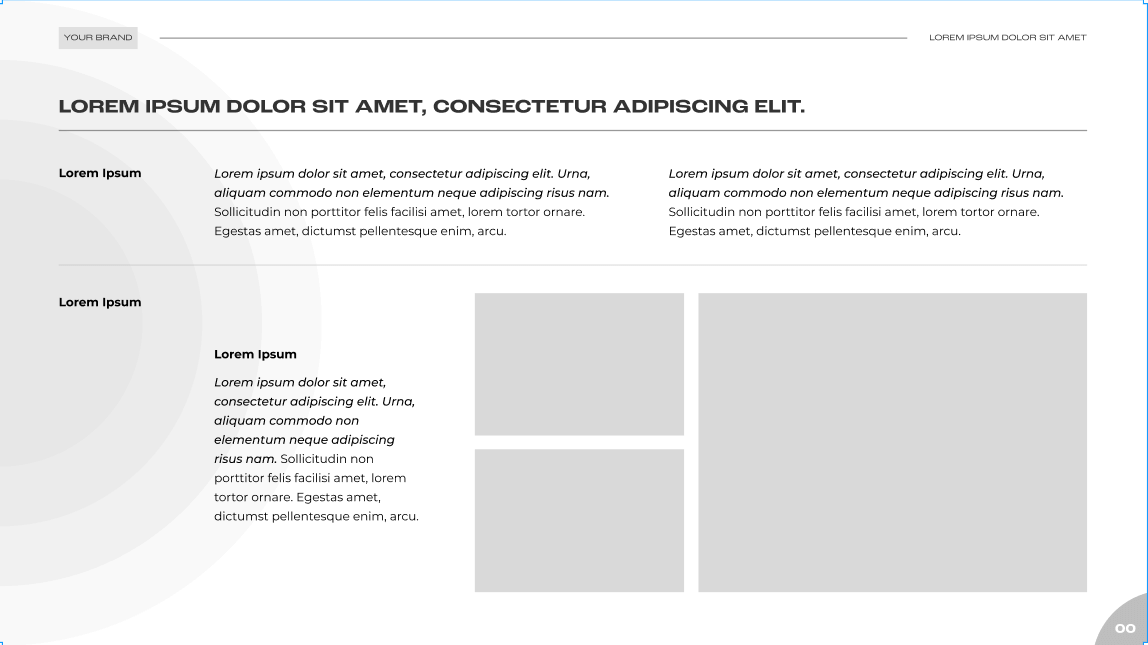 YOUR BRAND
LOREM IPSUM DOLOR SIT AMET
LOREM IPSUM DOLOR SIT AMET, CONSECTETUR ADIPISCING ELIT.
Lorem Ipsum
Lorem ipsum dolor sit amet, consectetur adipiscing elit. Urna,
aliquam commodo non elementum neque adipiscing risus nam.
Sollicitudin non porttitor felis facilisi amet, lorem tortor ornare.
Egestas amet, dictumst pellentesque enim, arcu.
Lorem ipsum dolor sit amet, consectetur adipiscing elit. Urna,
aliquam commodo non elementum neque adipiscing risus nam.
Sollicitudin non porttitor felis facilisi amet, lorem tortor ornare.
Egestas amet, dictumst pellentesque enim, arcu.
Lorem Ipsum
Lorem Ipsum
Lorem ipsum dolor sit amet,
consectetur adipiscing elit. Urna,
aliquam commodo non
elementum neque adipiscing
risus nam. Sollicitudin non
porttitor felis facilisi amet, lorem
tortor ornare. Egestas amet,
dictumst pellentesque enim, arcu.
00